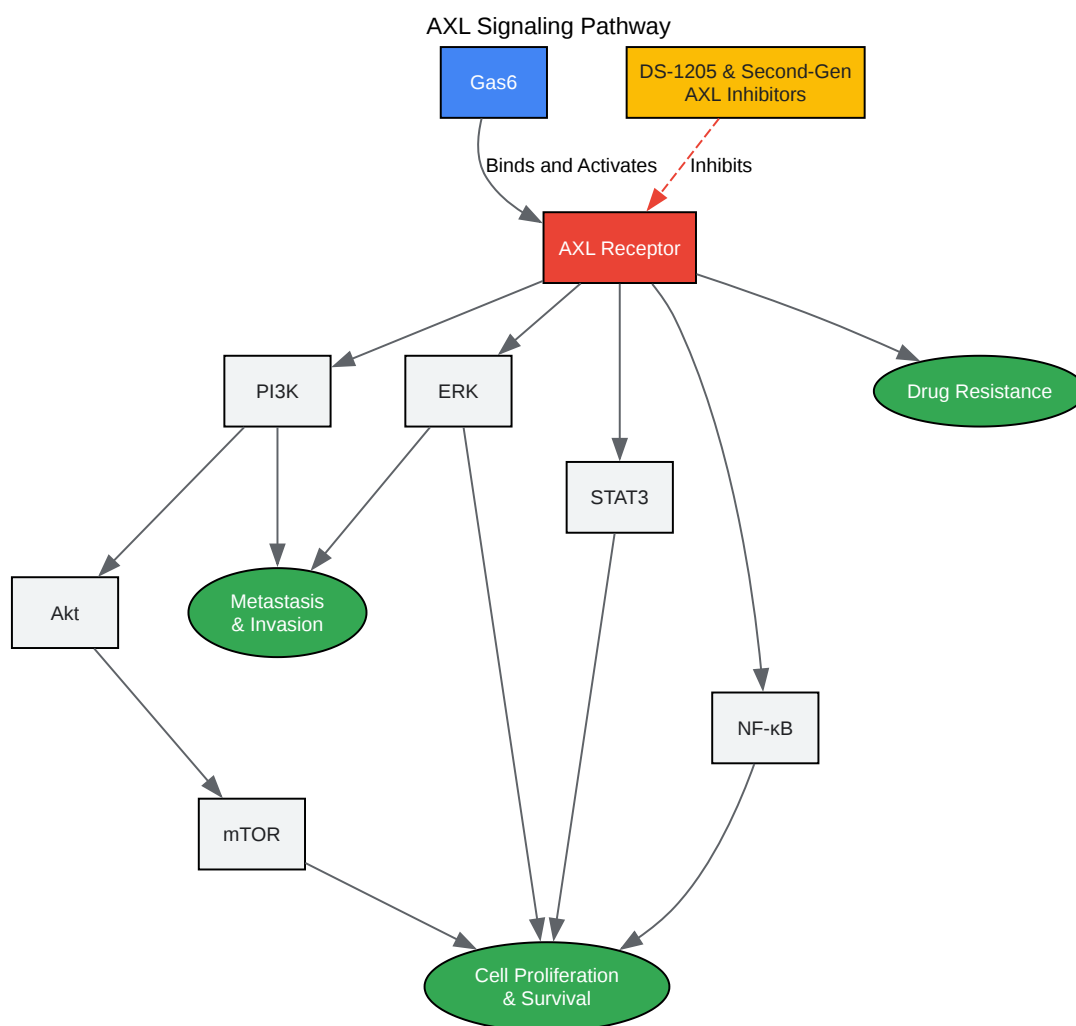 AXL Signaling Pathway
Gas6
DS-1205 & Second-Gen
AXL Inhibitors
Binds and Activates
Inhibits
AXL Receptor
PI3K
ERK
Drug Resistance
STAT3
Akt
Metastasis
& Invasion
NF-κB
mTOR
Cell Proliferation
& Survival